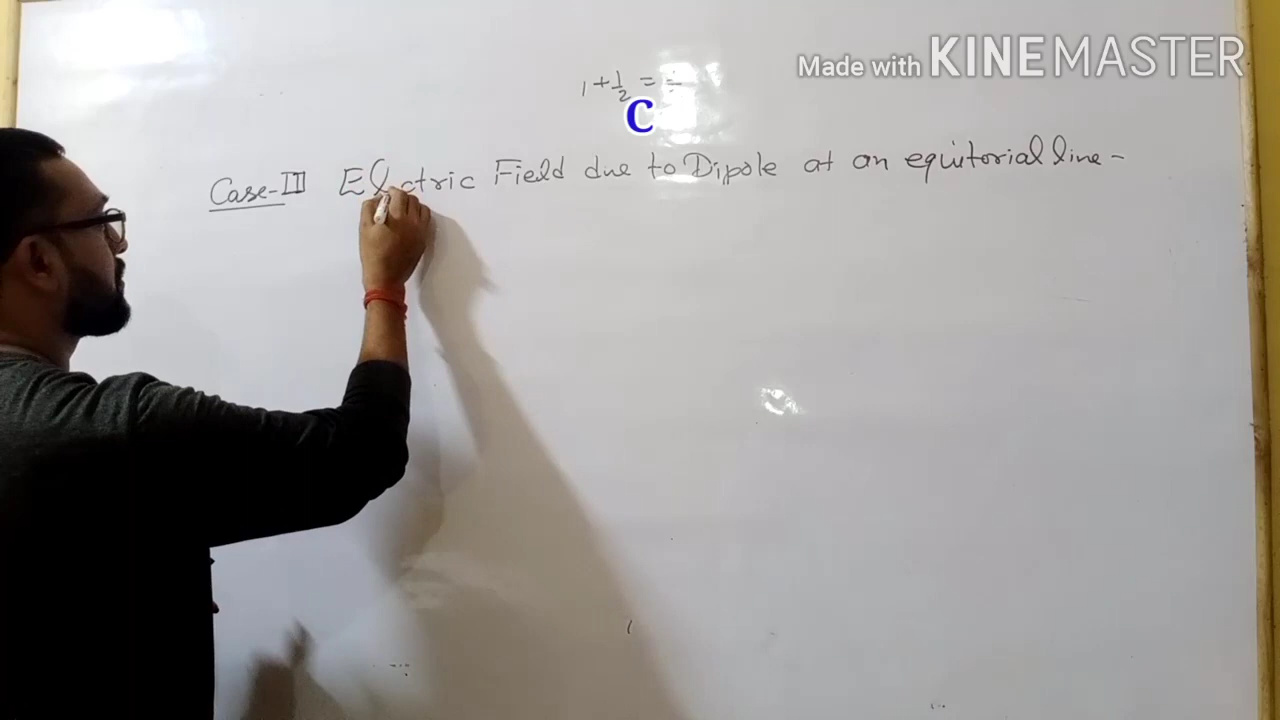 Made with KINEMASTER
1 + 1/2 =
C
Case-III Electric Field due to Dipole at an equitorial line -